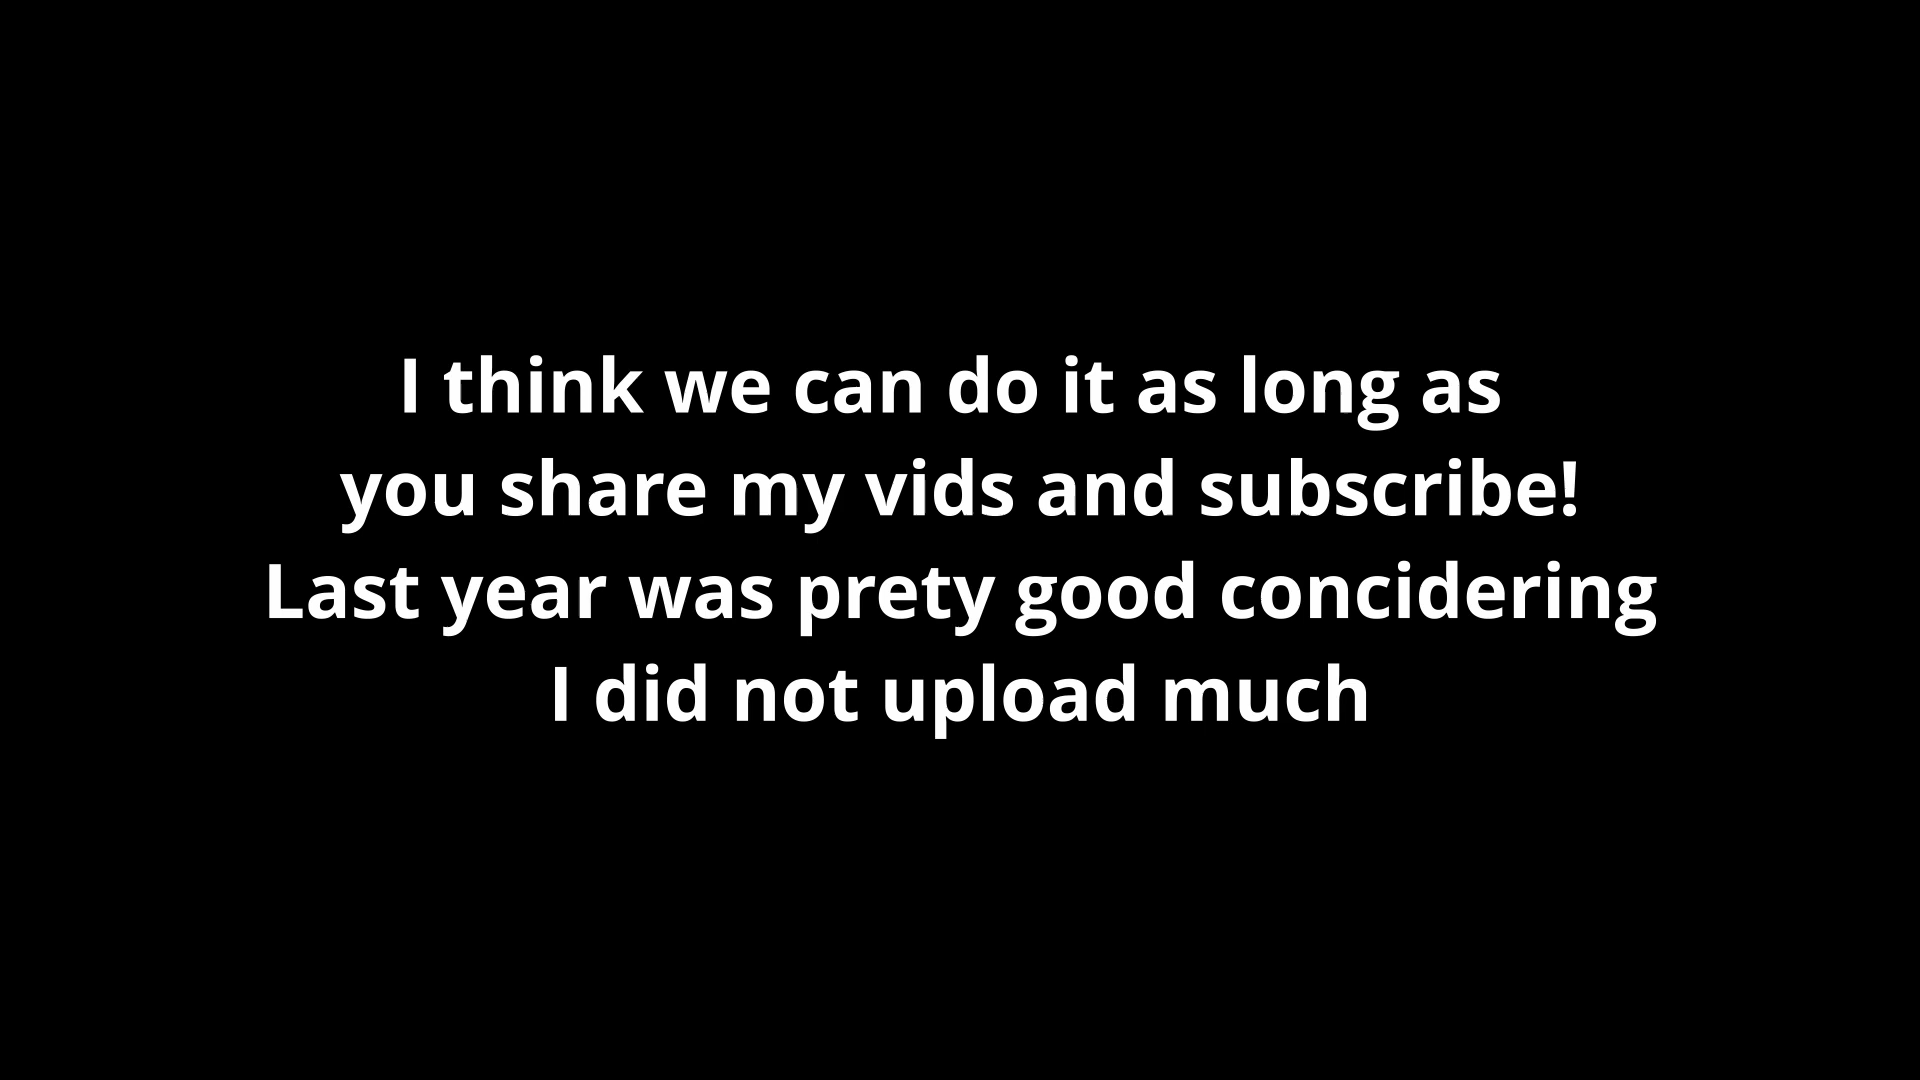 I think we can do it as long as
you share my vids and subscribe!
Last year was prety good concidering
I did not upload much